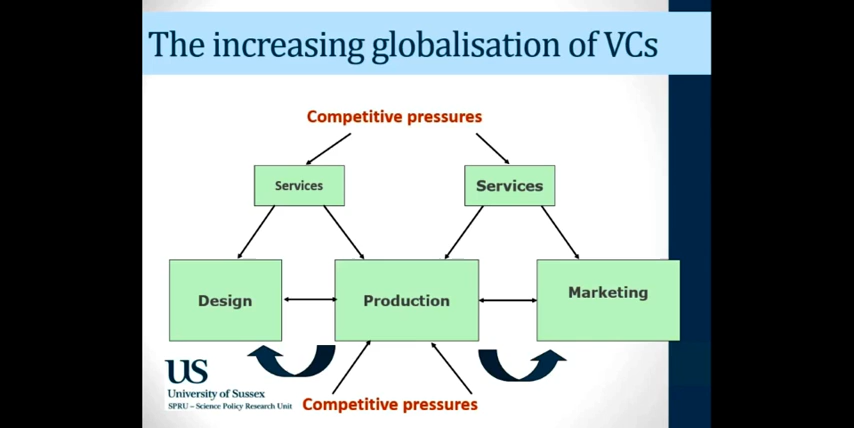 The increasing globalisation of VCs
Competitive pressures
Services
Services
Design
Production
Marketing
US
University of Sussex
SPRU – Science Policy Research Unit
Competitive pressures